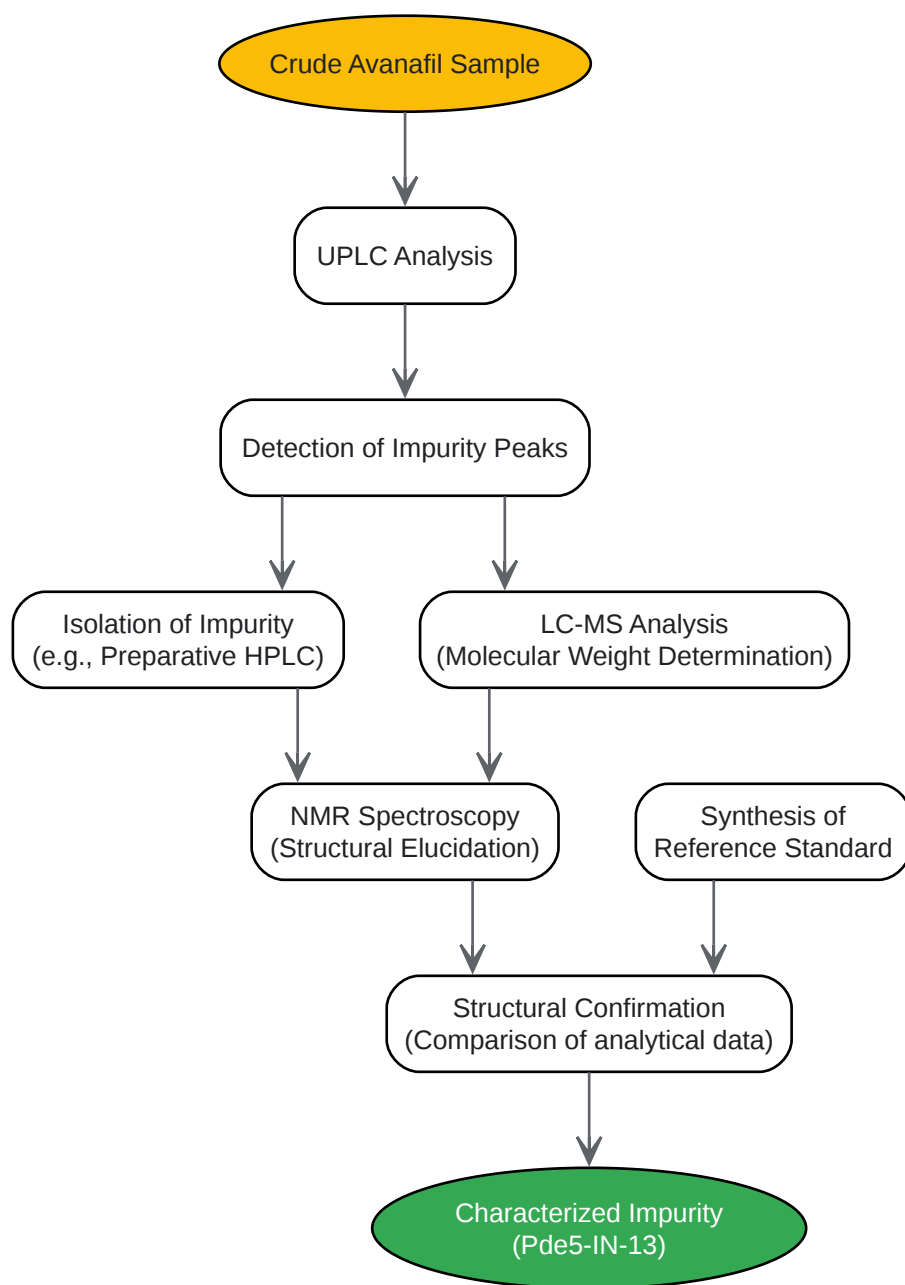 Crude Avanafil Sample
UPLC Analysis
Detection of Impurity Peaks
Isolation of Impurity
(e.g., Preparative HPLC)
LC-MS Analysis
(Molecular Weight Determination)
NMR Spectroscopy
(Structural Elucidation)
Synthesis of
Reference Standard
Structural Confirmation
(Comparison of analytical data)
Characterized Impurity
(Pde5-IN-13)